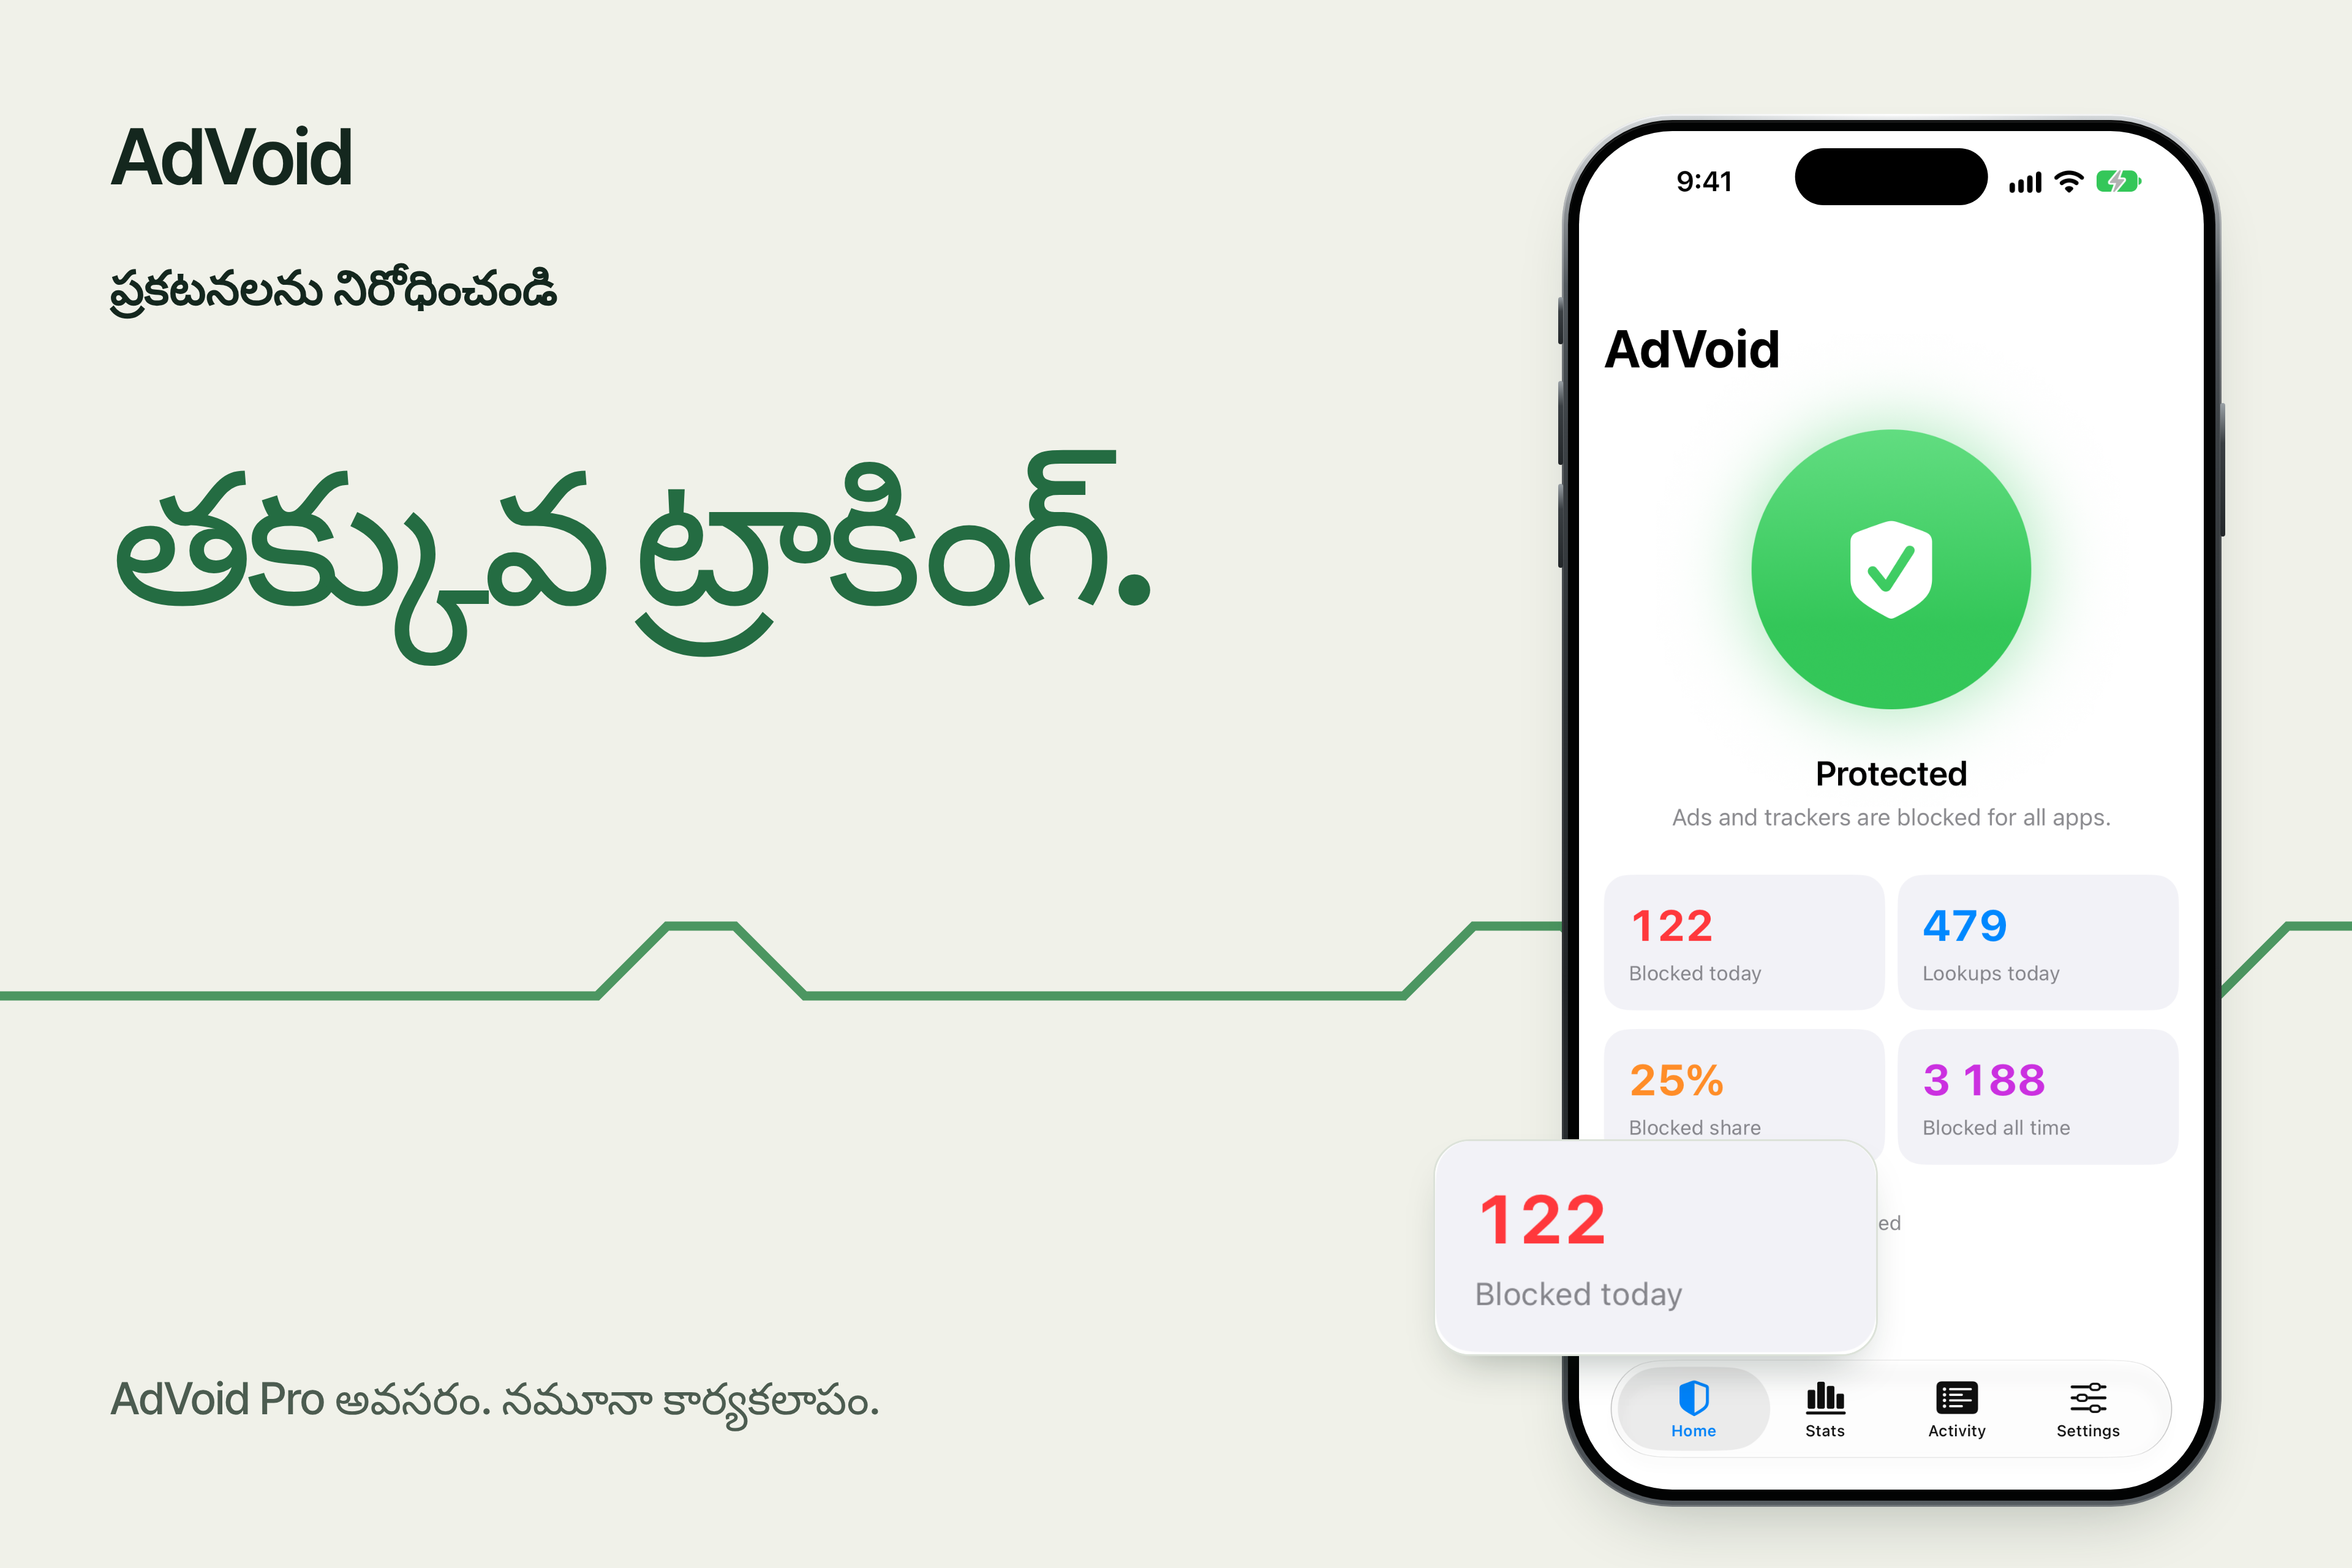 AdVoid
ప్రకటనలను నిరోధించండి
తక్కువ ట్రాకింగ్.
AdVoid Pro అవసరం. నమూనా కార్యకలాపం.
9:41
AdVoid
Protected
Ads and trackers are blocked for all apps.
122
Blocked today
479
Lookups today
25%
Blocked share
3 188
Blocked all time
122
Blocked today
ed
Home
Stats
Activity
Settings